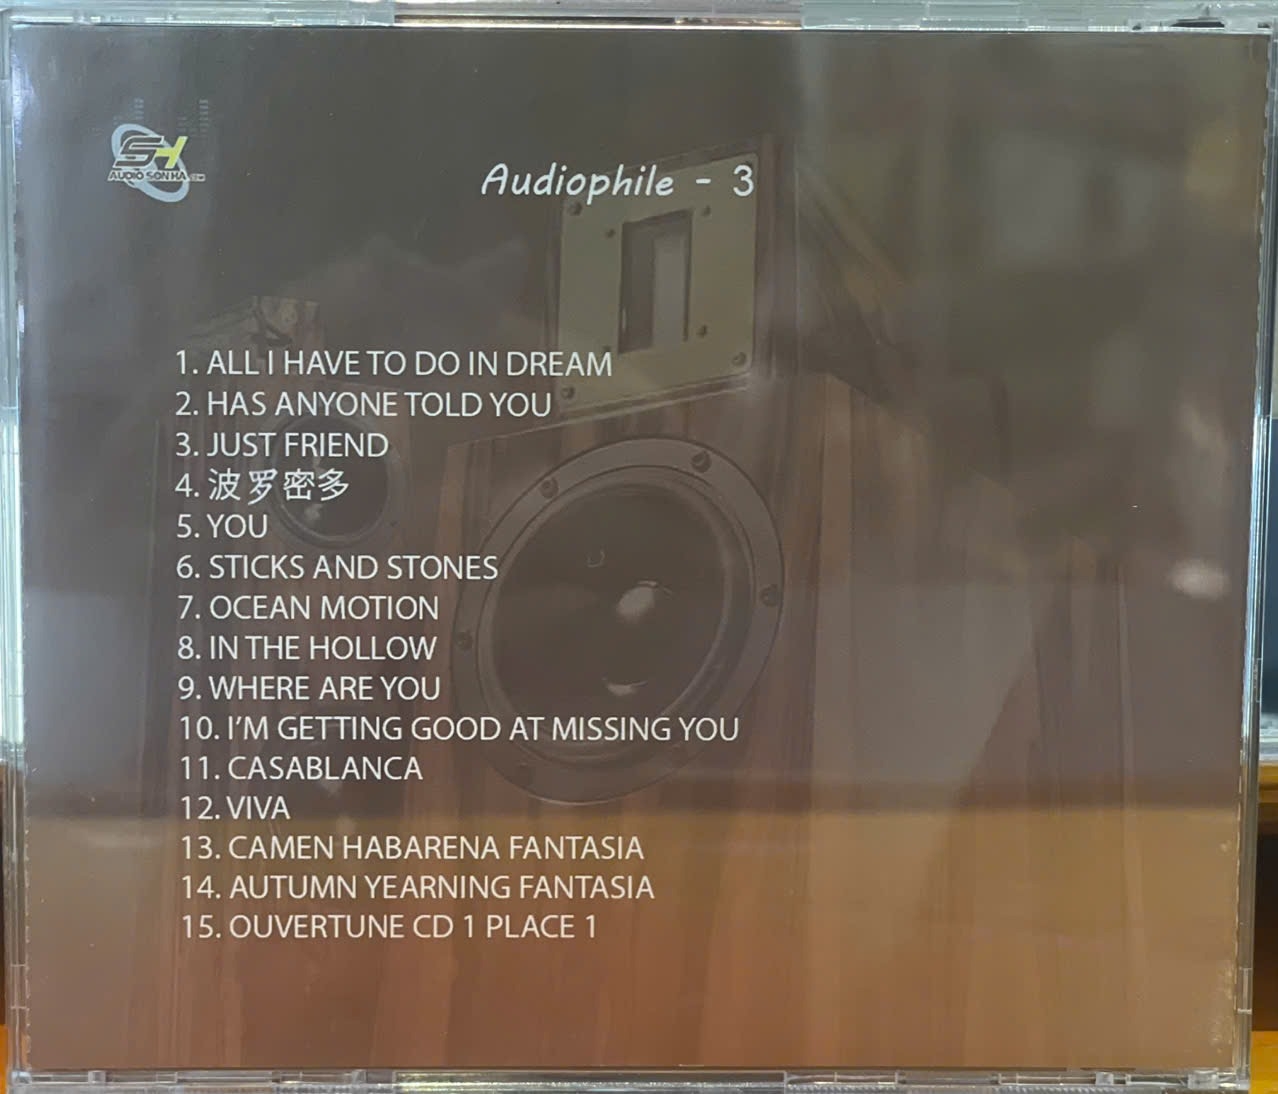 SH
AUDIO SON HA.COM
Audiophile - 3
1. ALL I HAVE TO DO IN DREAM
2. HAS ANYONE TOLD YOU
3. JUST FRIEND
4. 波罗密多
5. YOU
6. STICKS AND STONES
7. OCEAN MOTION
8. IN THE HOLLOW
9. WHERE ARE YOU
10. I'M GETTING GOOD AT MISSING YOU
11. CASABLANCA
12. VIVA
13. CAMEN HABARENA FANTASIA
14. AUTUMN YEARNING FANTASIA
15. OUVERTUNE CD 1 PLACE 1